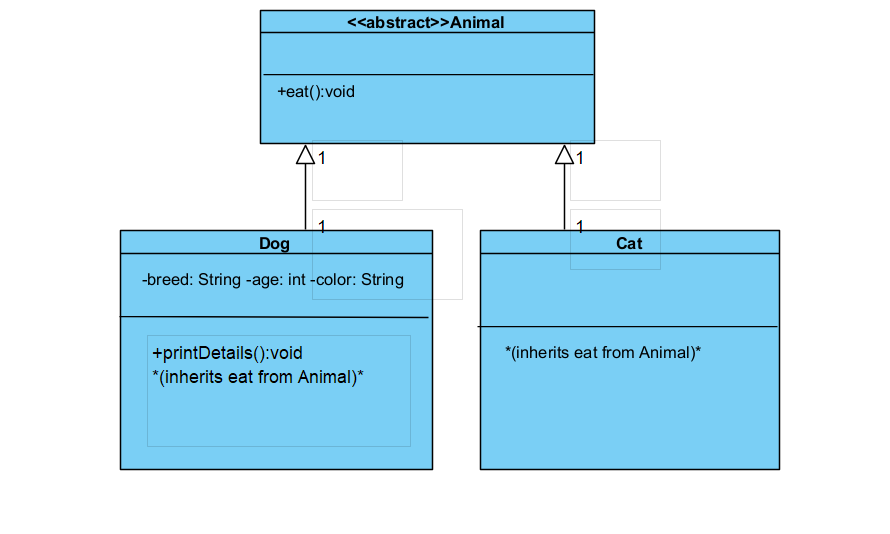 <<abstract>>Animal
+eat():void
1
1
1
1
Dog
Cat
-breed: String -age: int -color: String
+printDetails():void
*(inherits eat from Animal)*
*(inherits eat from Animal)*